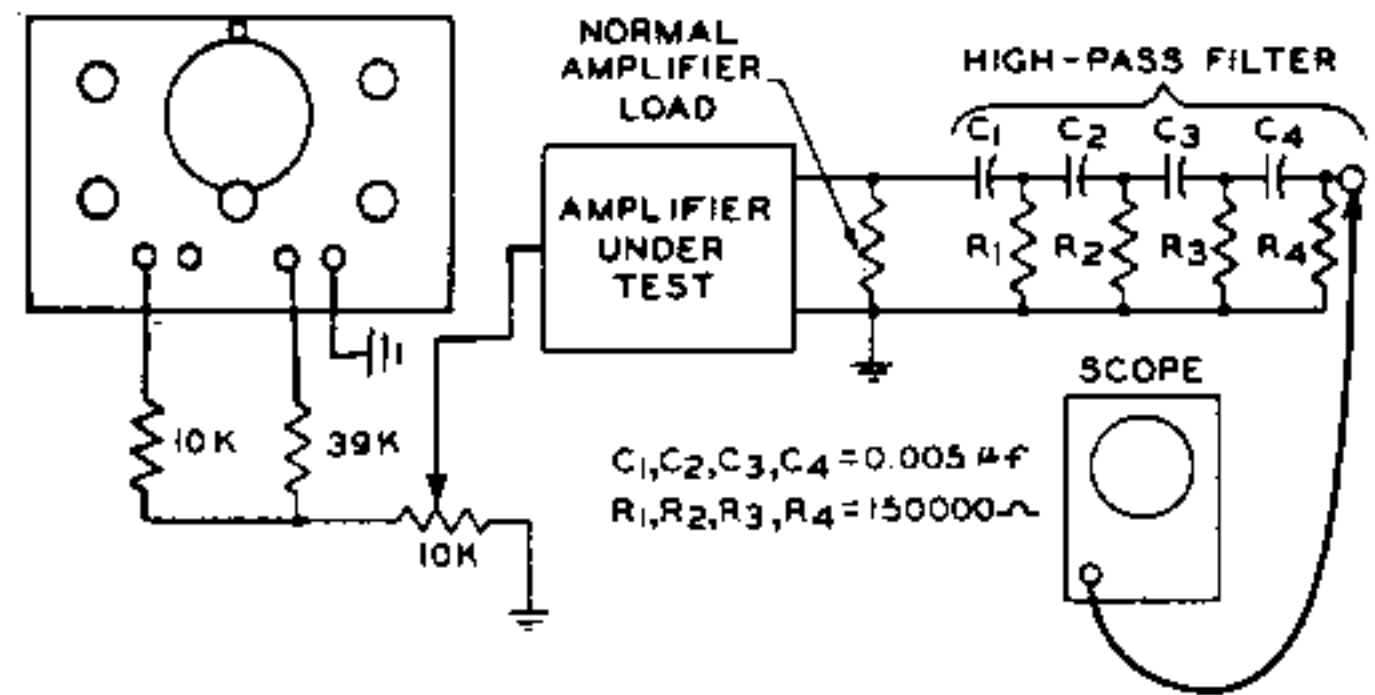 NORMAL
AMPLIFIER
LOAD
HIGH-PASS FILTER
C1 C2 C3 C4
AMPLIFIER
UNDER
TEST
R1 R2 R3 R4
SCOPE
10K
39K
C1,C2,C3,C4=0.005 μf
R1,R2,R3,R4=150000Ω
10K